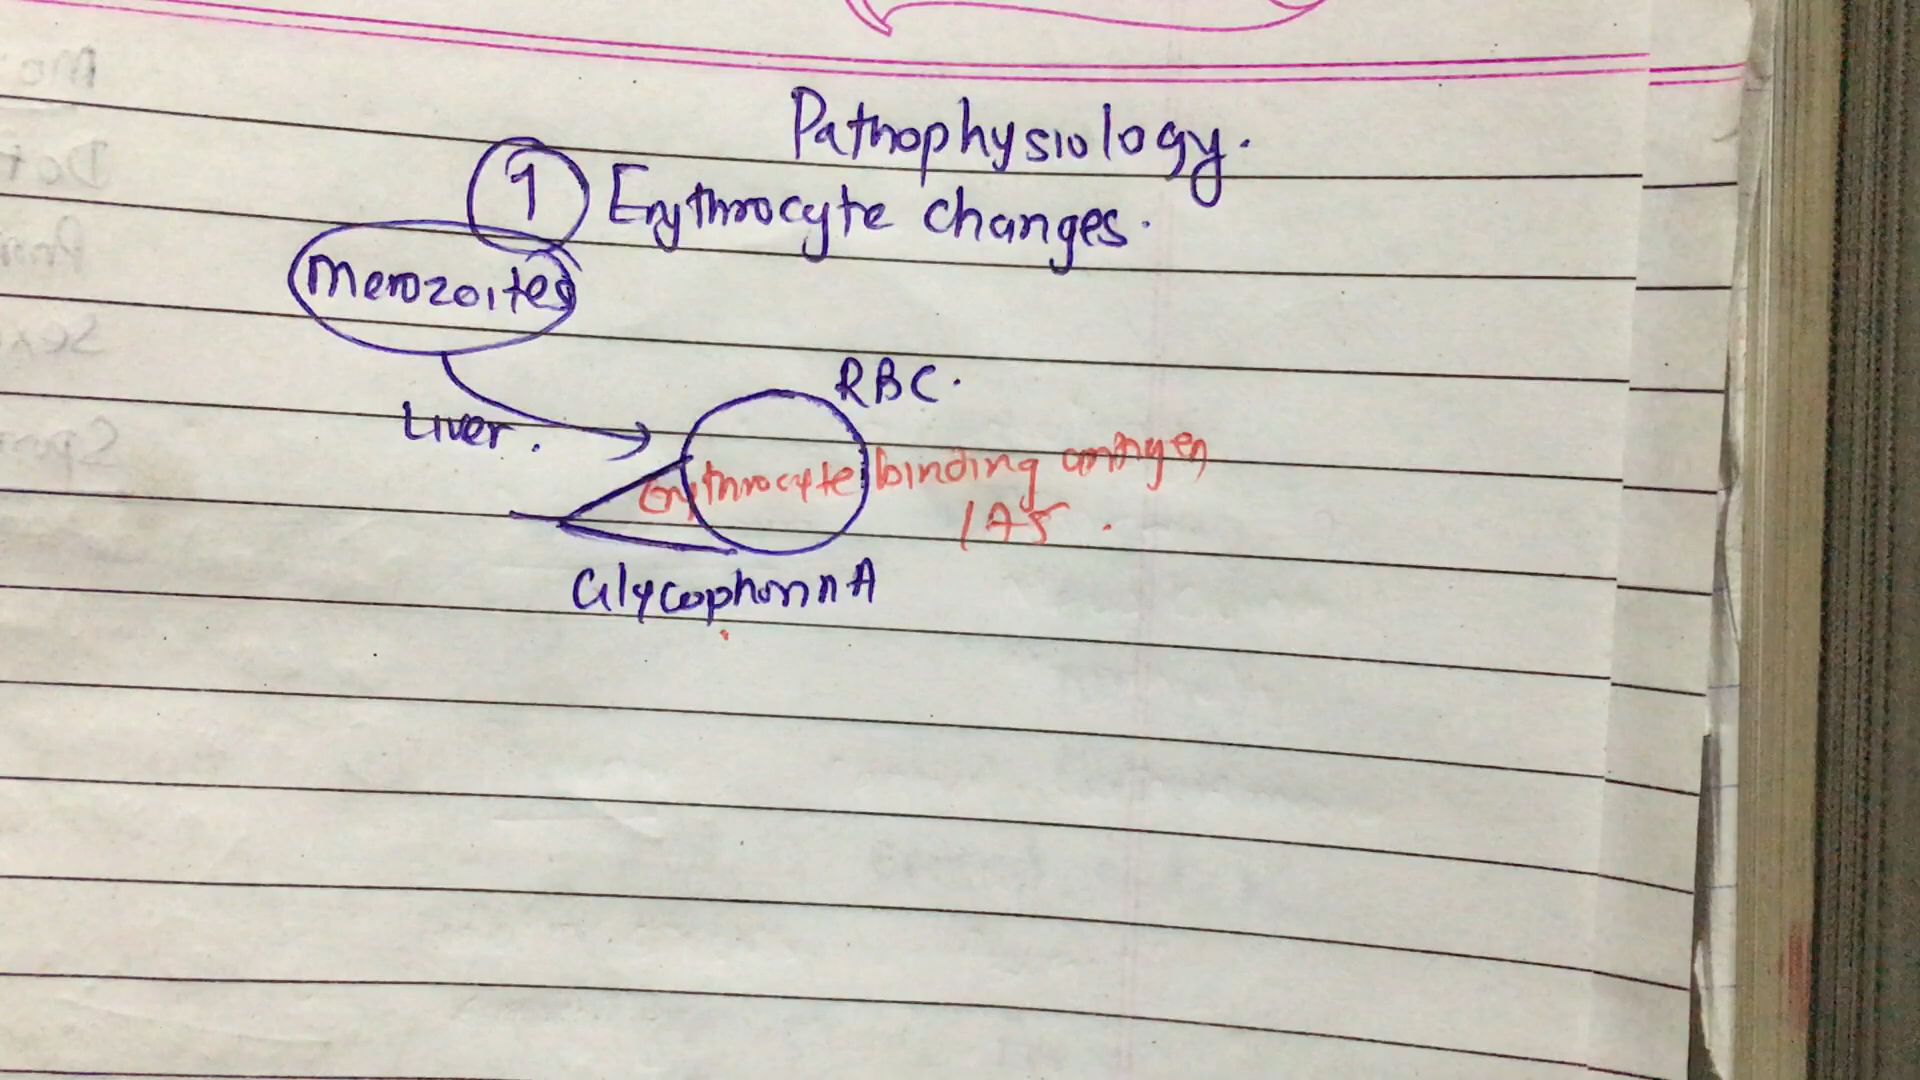 Pathophysiology.
1 Erythrocyte changes.
Merozoites
RBC.
Liver.
Erythrocyte binding antigen
175.
Glycophorin A